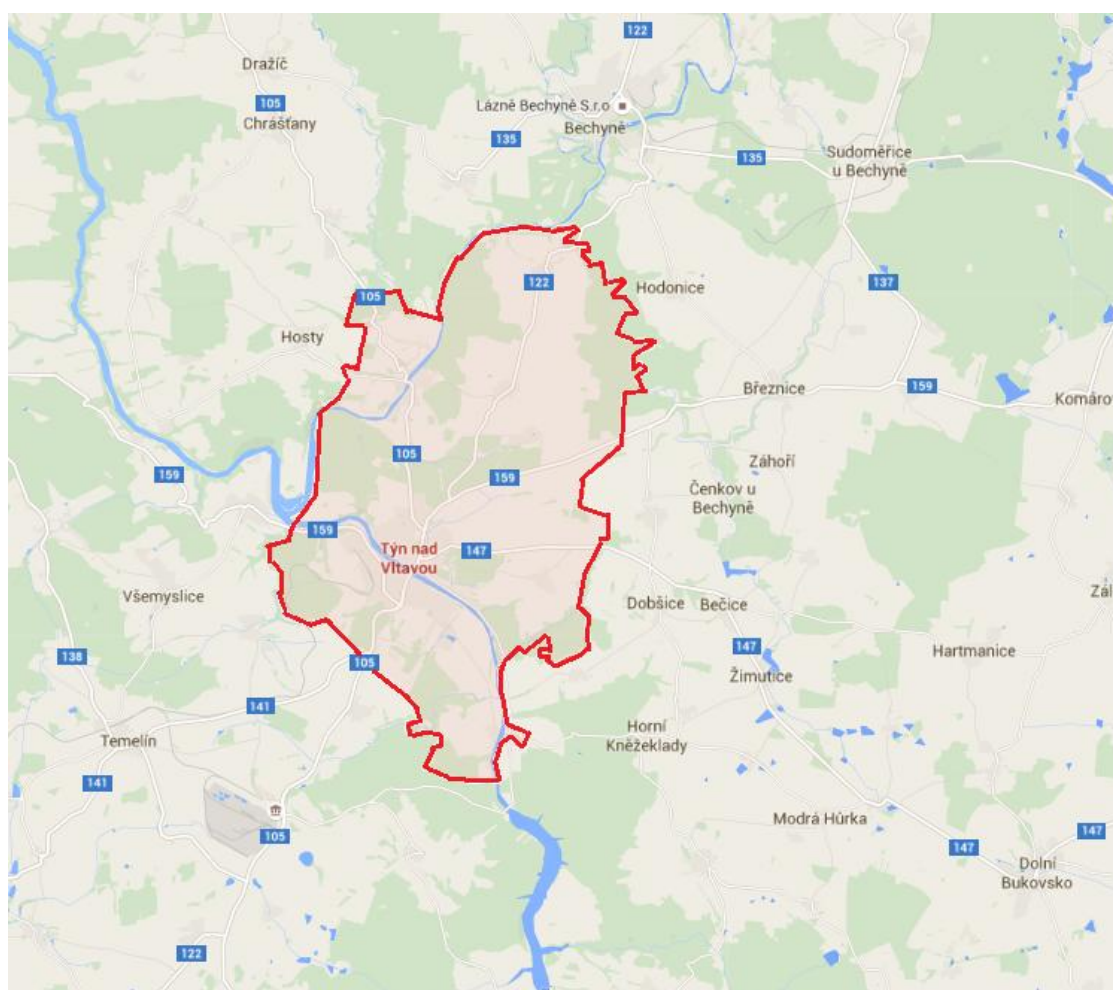 122
Dražíč
105
Chrášťany
Lázně Bechyně S.r.o
Bechyně
135
135
Sudoměřice
u Bechyně
122
137
Hodonice
105
Hosty
Březnice
159
Komárov
105
Záhoří
159
159
Čenkov u
Bechyně
159
Týn nad
Vltavou
147
Všemyslice
Dobšice
Bečice
Zál
147
Hartmanice
138
105
Žimutice
141
Temelín
Horní
Kněžeklady
141
Modrá Hůrka
105
147
147
Dolní
Bukovsko
122